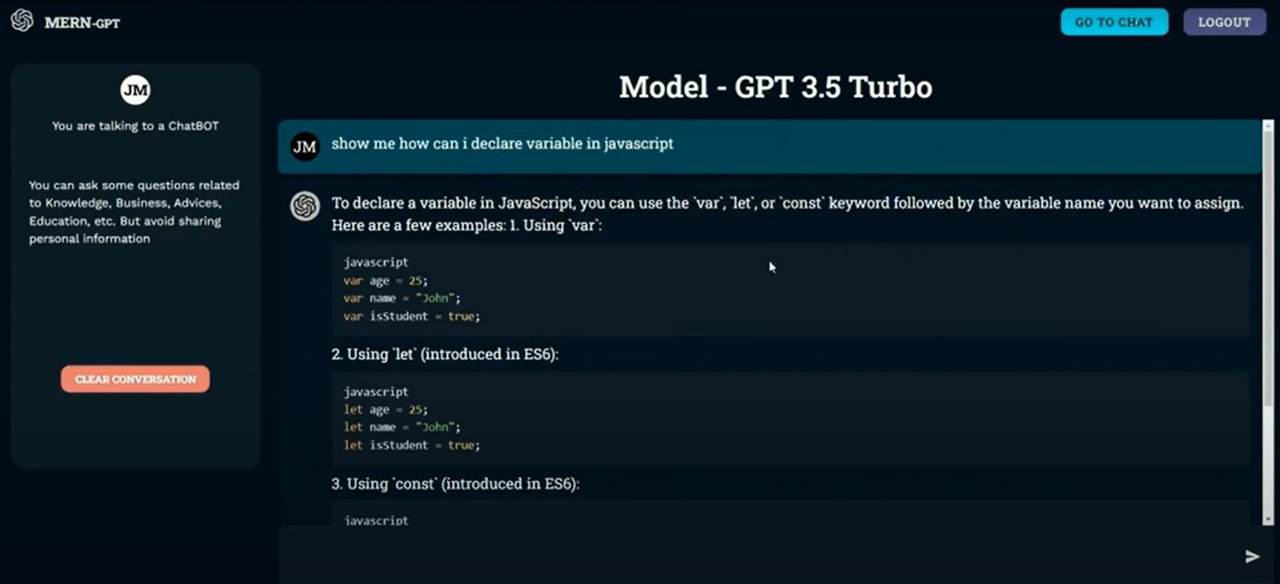 MERN-GPT
GO TO CHAT
LOGOUT
JM
You are talking to a ChatBOT
You can ask some questions related
to Knowledge, Business, Advices,
Education, etc. But avoid sharing
personal information
CLEAR CONVERSATION
Model - GPT 3.5 Turbo
JM
show me how can i declare variable in javascript
To declare a variable in JavaScript, you can use the `var`, `let`, or `const` keyword followed by the variable name you want to assign.
Here are a few examples: 1. Using `var`:
javascript
var age = 25;
var name = "John";
var isStudent = true;
2. Using `let` (introduced in ES6):
javascript
let age = 25;
let name = "John";
let isStudent = true;
3. Using `const` (introduced in ES6):
javascript